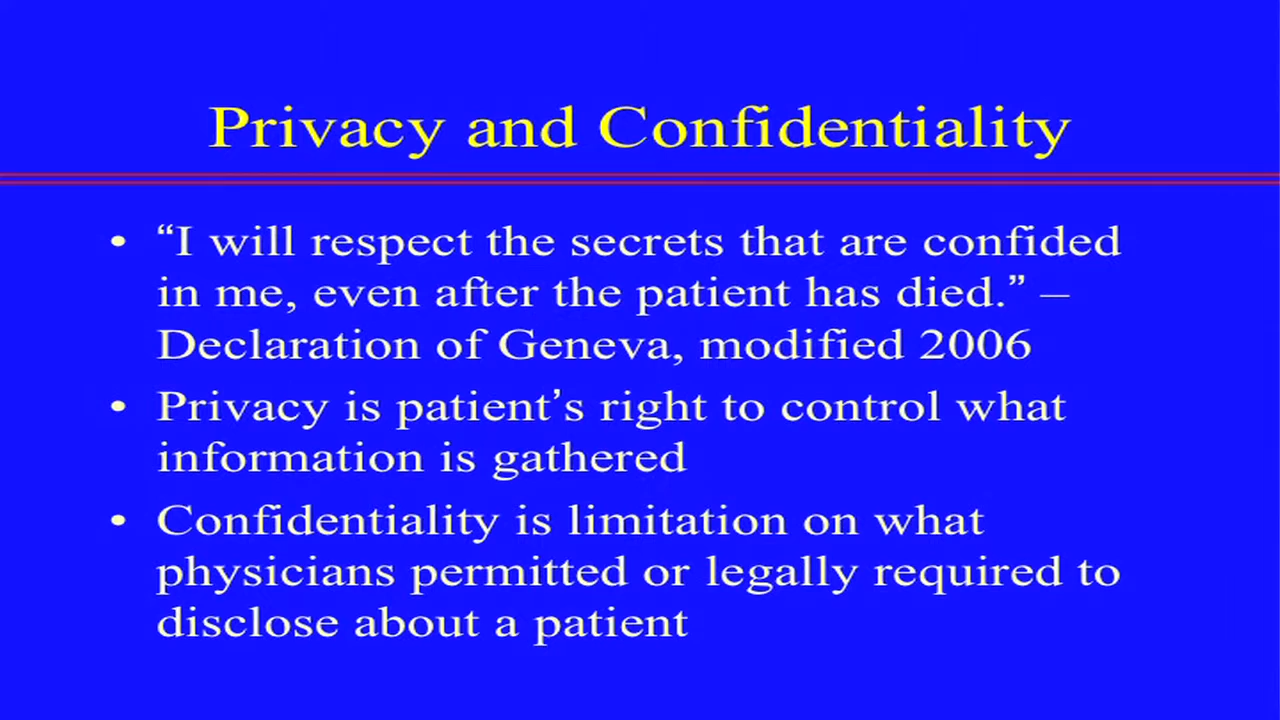 Privacy and Confidentiality
• “I will respect the secrets that are confided
in me, even after the patient has died.” –
Declaration of Geneva, modified 2006
• Privacy is patient’s right to control what
information is gathered
• Confidentiality is limitation on what
physicians permitted or legally required to
disclose about a patient